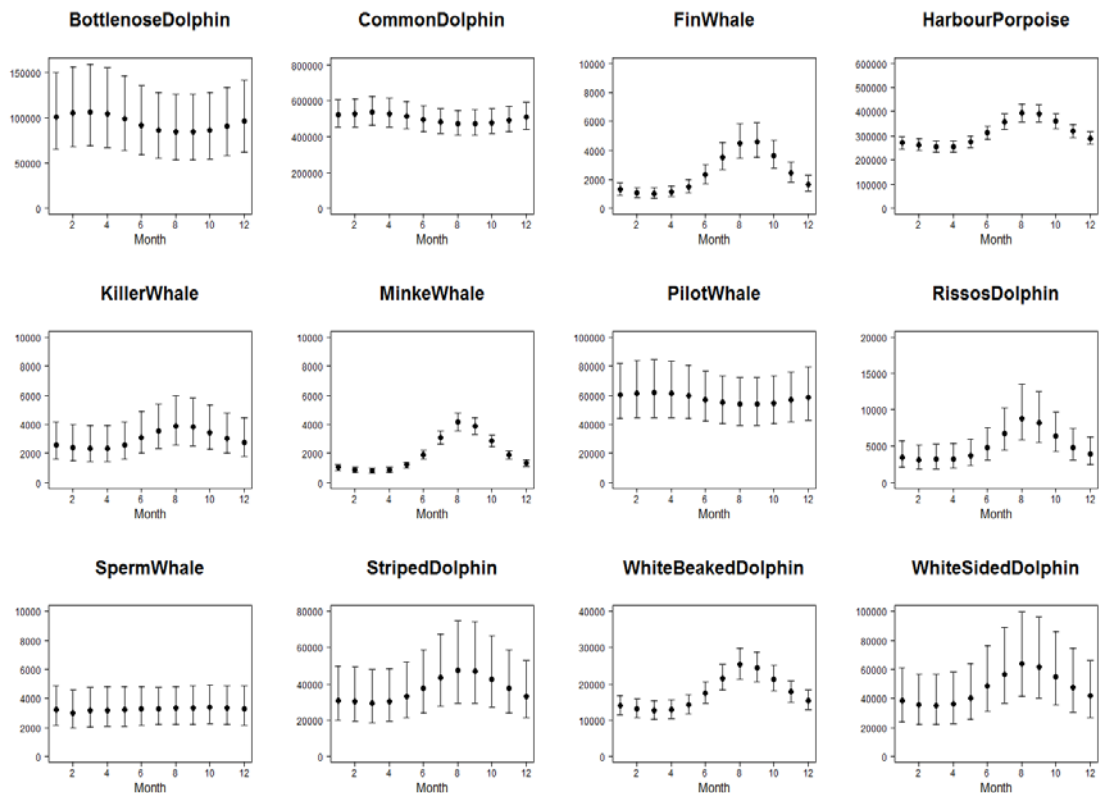 BottlenoseDolphin CommonDolphin FinWhale HarbourPorpoise
150000 800000 10000 600000
100000 600000 8000 500000
50000 400000 6000 400000
0 200000 4000 300000
0 2000 200000
0 100000
0
2 4 6 8 10 12 2 4 6 8 10 12 2 4 6 8 10 12 2 4 6 8 10 12
Month Month Month Month
KillerWhale MinkeWhale PilotWhale RissosDolphin
10000 10000 100000 20000
8000 8000 80000 15000
6000 6000 60000 10000
4000 4000 40000 5000
2000 2000 20000 0
0 0 0
2 4 6 8 10 12 2 4 6 8 10 12 2 4 6 8 10 12 2 4 6 8 10 12
Month Month Month Month
SpermWhale StripedDolphin WhiteBeakedDolphin WhiteSidedDolphin
10000 80000 40000 100000
8000 60000 30000 80000
6000 40000 20000 60000
4000 20000 10000 40000
2000 0 0 20000
0 0
2 4 6 8 10 12 2 4 6 8 10 12 2 4 6 8 10 12 2 4 6 8 10 12
Month Month Month Month